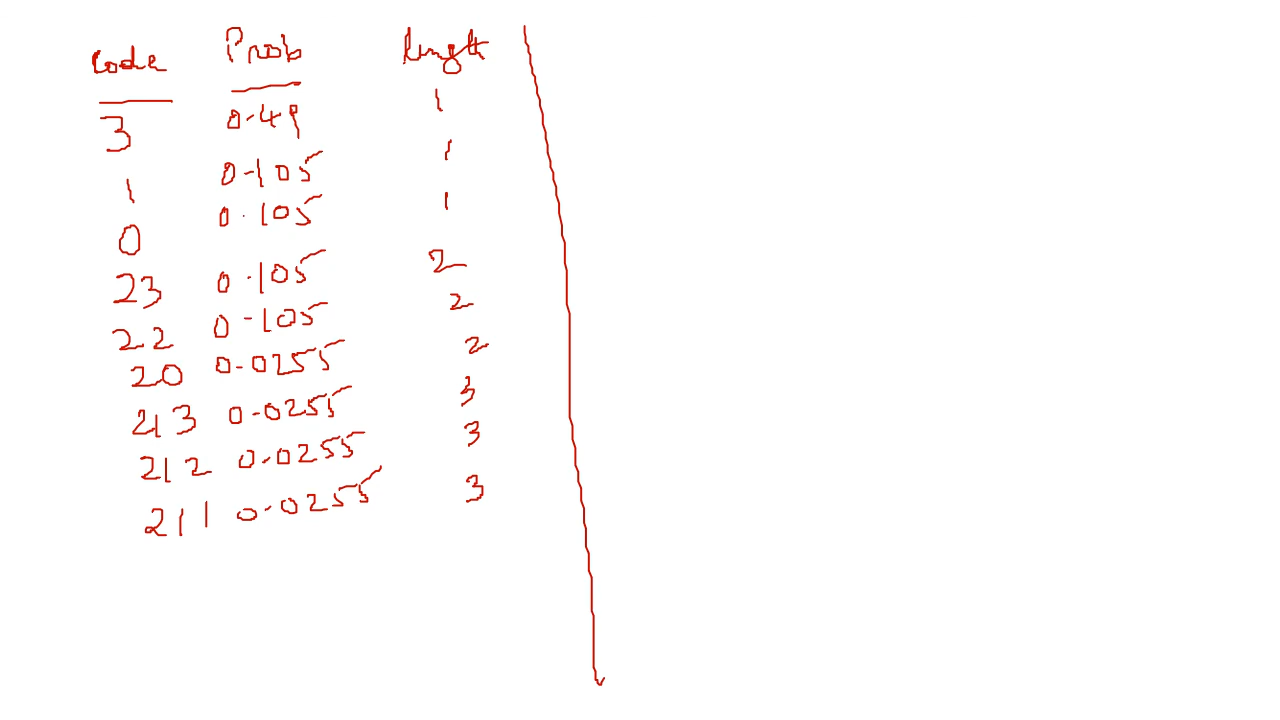 Code Prob Length
3 0.49 1
1 0.105 1
0 0.105 1
23 0.105 2
22 0.105 2
20 0.0255 2
213 0.0255 3
212 0.0255 3
211 0.0255 3